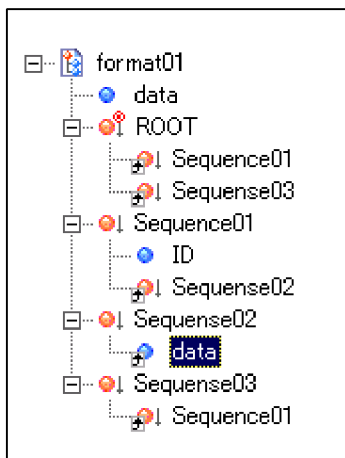 format01
data
ROOT
Sequence01
Sequense03
Sequence01
ID
Sequense02
Sequense02
data
Sequense03
Sequence01